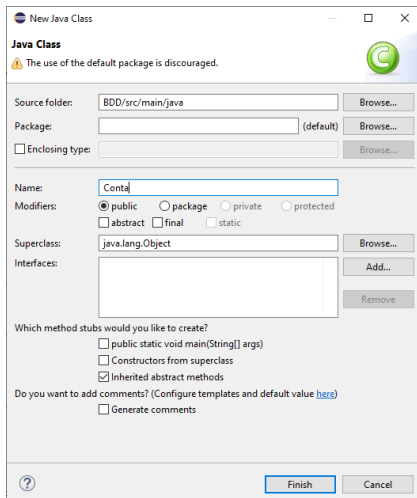 New Java Class
Java Class
The use of the default package is discouraged.
C
Source folder: BDD/src/main/java Browse...
Package: (default) Browse...
Enclosing type: Browse...
Name: Conta
Modifiers: public package private protected
abstract final static
Superclass: java.lang.Object Browse...
Interfaces: Add...
Remove
Which method stubs would you like to create?
public static void main(String[] args)
Constructors from superclass
Inherited abstract methods
Do you want to add comments? (Configure templates and default value here)
Generate comments
? Finish Cancel